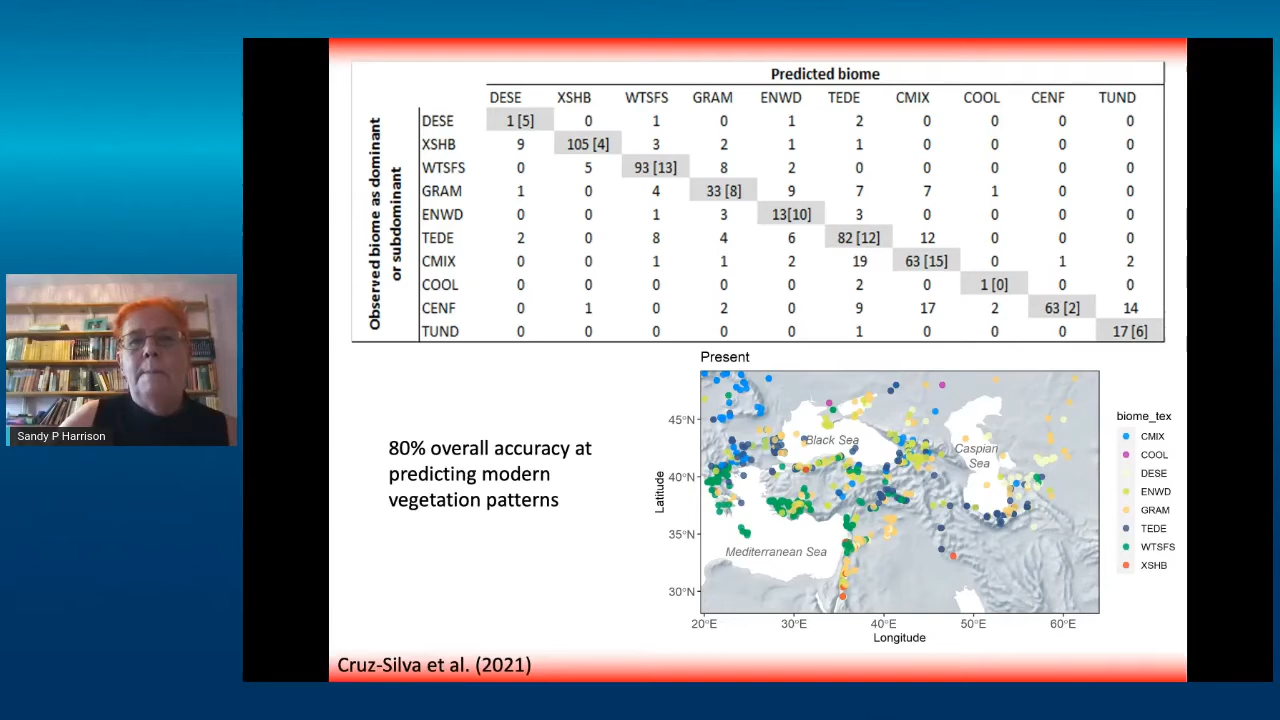 Predicted biome
DESE XSHB WTSFS GRAM ENWD TEDE CMIX COOL CENF TUND
Observed biome as dominant
or subdominant
DESE 1 [5] 0 1 0 1 2 0 0 0 0
XSHB 9 105 [4] 3 2 1 1 0 0 0 0
WTSFS 0 5 93 [13] 8 2 0 0 0 0 0
GRAM 1 0 4 33 [8] 9 7 7 1 0 0
ENWD 0 0 1 3 13[10] 3 0 0 0 0
TEDE 2 0 8 4 6 82 [12] 12 0 0 0
CMIX 0 0 1 1 2 19 63 [15] 0 1 2
COOL 0 0 0 0 0 2 0 1 [0] 0 0
CENF 0 1 0 2 0 9 17 2 63 [2] 14
TUND 0 0 0 0 0 1 0 0 0 17 [6]
Sandy P Harrison
80% overall accuracy at
predicting modern
vegetation patterns
Present
Latitude
45°N
40°N
35°N
30°N
Black Sea
Caspian
Sea
Mediterranean Sea
20°E 30°E 40°E 50°E 60°E
Longitude
biome_tex
CMIX
COOL
DESE
ENWD
GRAM
TEDE
WTSFS
XSHB
Cruz-Silva et al. (2021)